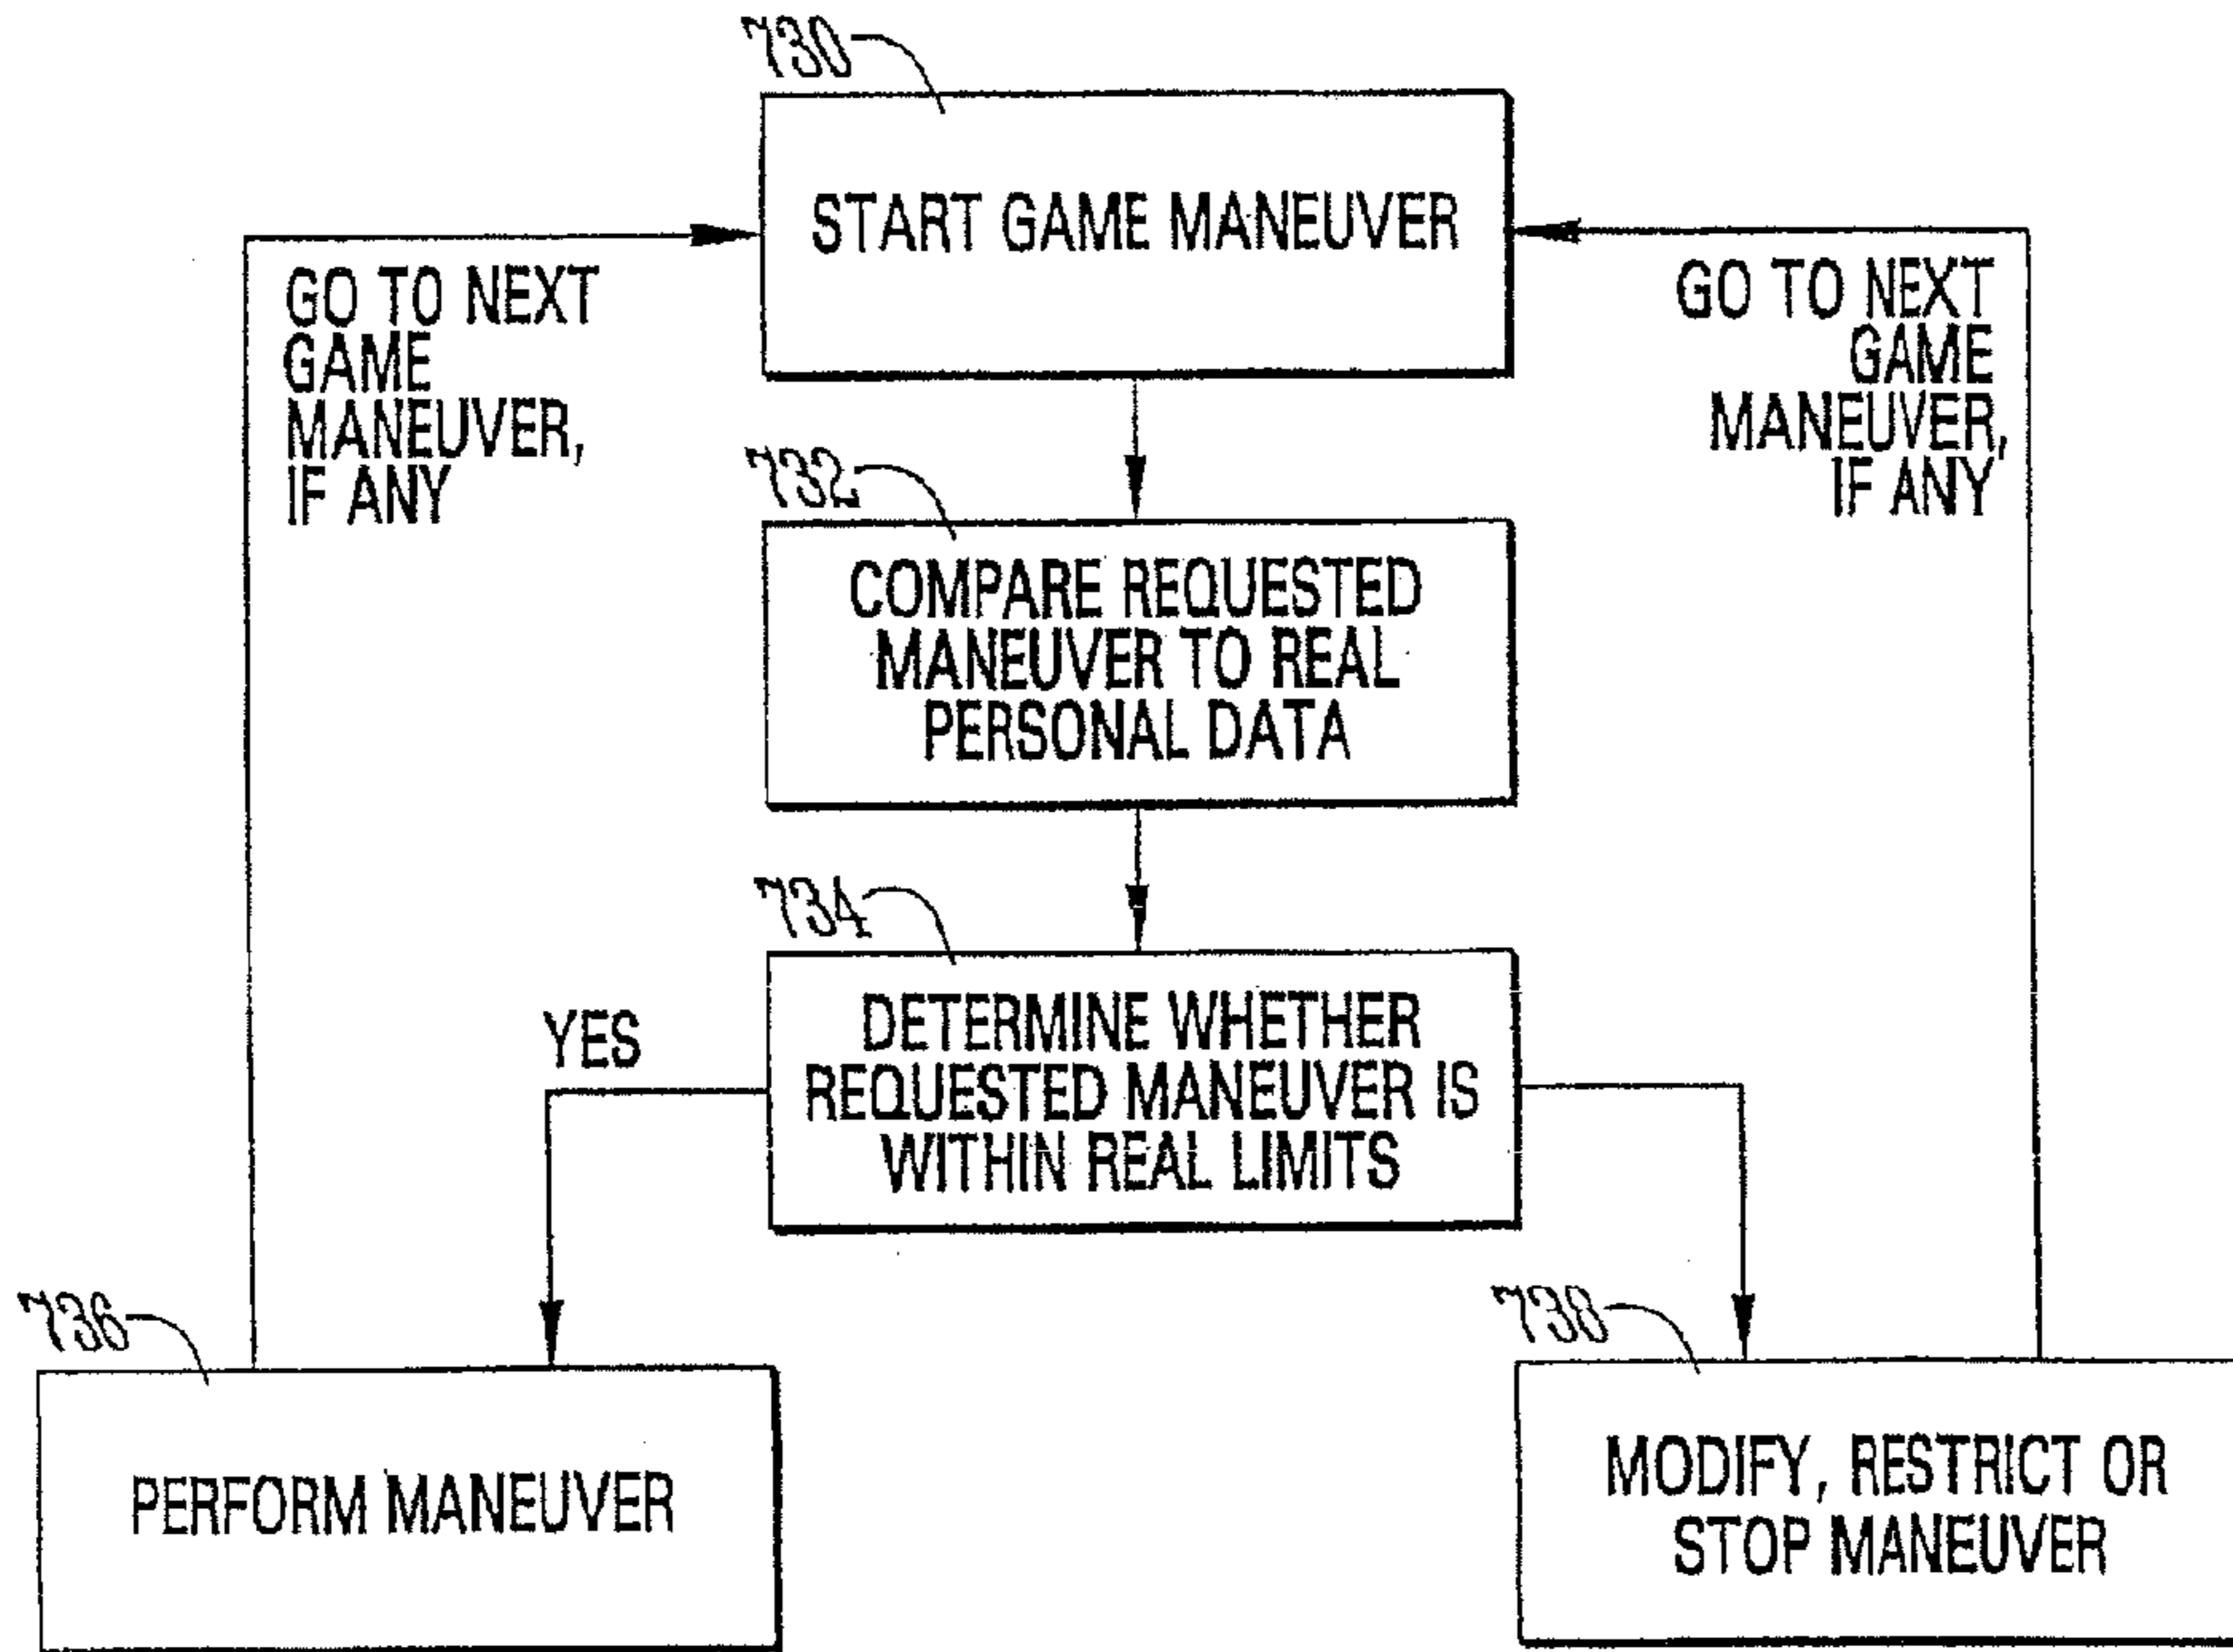 730
START GAME MANEUVER
GO TO NEXT
GAME
MANEUVER,
IF ANY
GO TO NEXT
GAME
MANEUVER,
IF ANY
732
COMPARE REQUESTED
MANEUVER TO REAL
PERSONAL DATA
734
DETERMINE WHETHER
REQUESTED MANEUVER IS
WITHIN REAL LIMITS
YES
736
PERFORM MANEUVER
738
MODIFY, RESTRICT OR
STOP MANEUVER